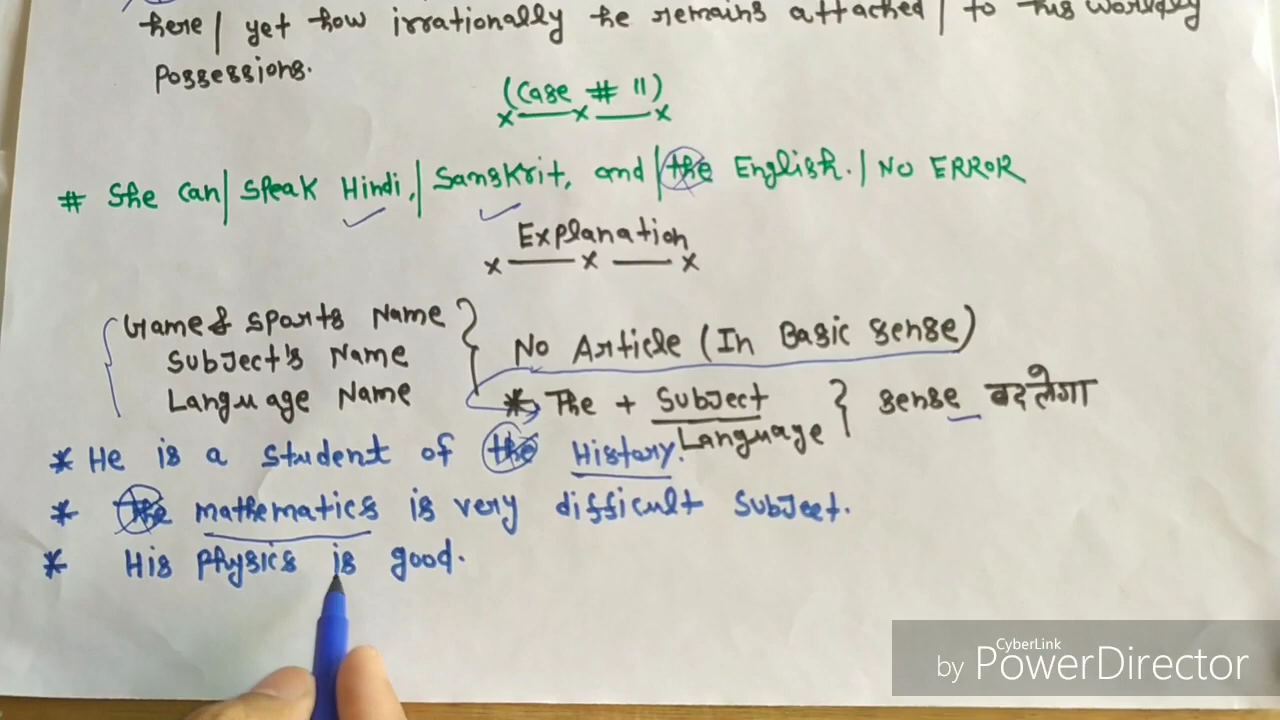 here/ yet how irrationally he remains attached/ to his worldly
possessions.
(Case # 11)
x — x — x
# She can/ speak Hindi,/ Sanskrit, and/ the English./ NO ERROR
Explanation
x — x — x
Game & Sports Name
Subject's Name
Language Name
No Article (In Basic sense)
* The + Subject
Language
sense बदलेगा
* He is a student of the History.
* the mathematics is very difficult subject.
* His physics is good.
CyberLink
by PowerDirector